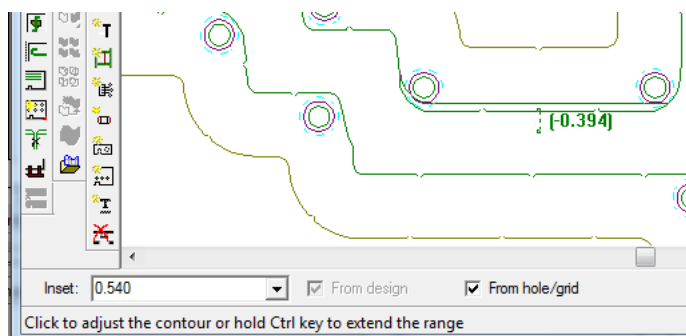 (-0.394)
Inset: 0.540 From design From hole/grid
Click to adjust the contour or hold Ctrl key to extend the range